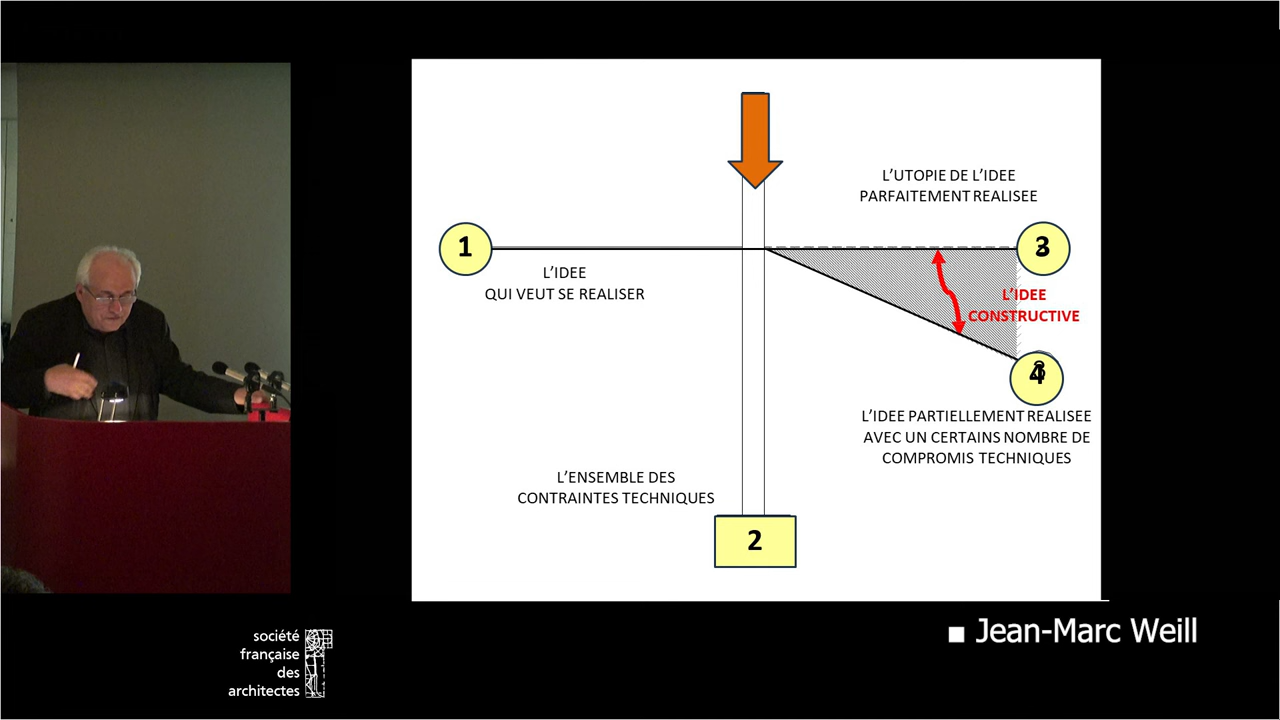 L'UTOPIE DE L'IDEE
PARFAITEMENT REALISEE
1
3
L'IDEE
QUI VEUT SE REALISER
L'IDEE
CONSTRUCTIVE
4
L'IDEE PARTIELLEMENT REALISEE
AVEC UN CERTAINS NOMBRE DE
COMPROMIS TECHNIQUES
L'ENSEMBLE DES
CONTRAINTES TECHNIQUES
2
Jean-Marc Weill
société
française
des
architectes